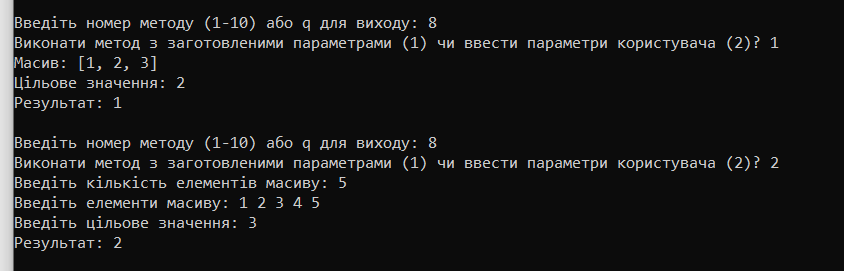 Введіть номер методу (1-10) або q для виходу: 8
Виконати метод з заготовленими параметрами (1) чи ввести параметри користувача (2)? 1
Масив: [1, 2, 3]
Цільове значення: 2
Результат: 1
Введіть номер методу (1-10) або q для виходу: 8
Виконати метод з заготовленими параметрами (1) чи ввести параметри користувача (2)? 2
Введіть кількість елементів масиву: 5
Введіть елементи масиву: 1 2 3 4 5
Введіть цільове значення: 3
Результат: 2